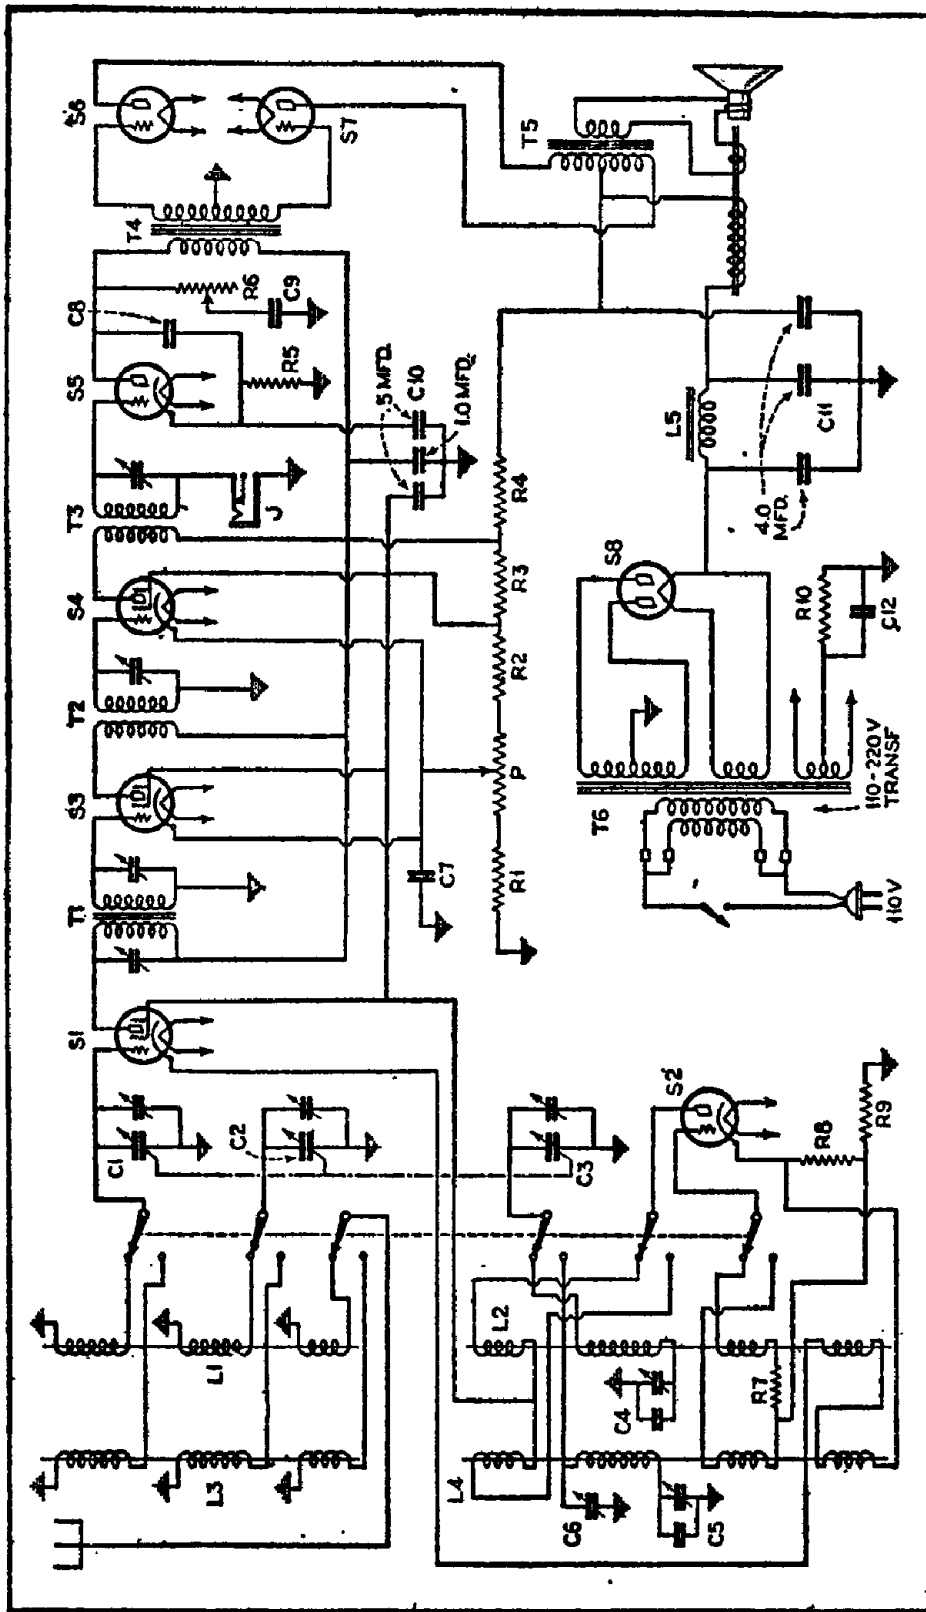 S6
S7
T4
T5
C8
R6
C9
S5
R5
.5 MFD.
C10
1.0 MFD.
T3
J
R4
L5
C11
4.0
MFD.
S4
R3
S8
T2
R2
R10
C12
S3
P
T6
110-220V
TRANSF
T1
C7
R1
110V
S1
C1
C2
C3
S2
R8
R9
L1
L2
L3
C4
R7
L4
C6
C5